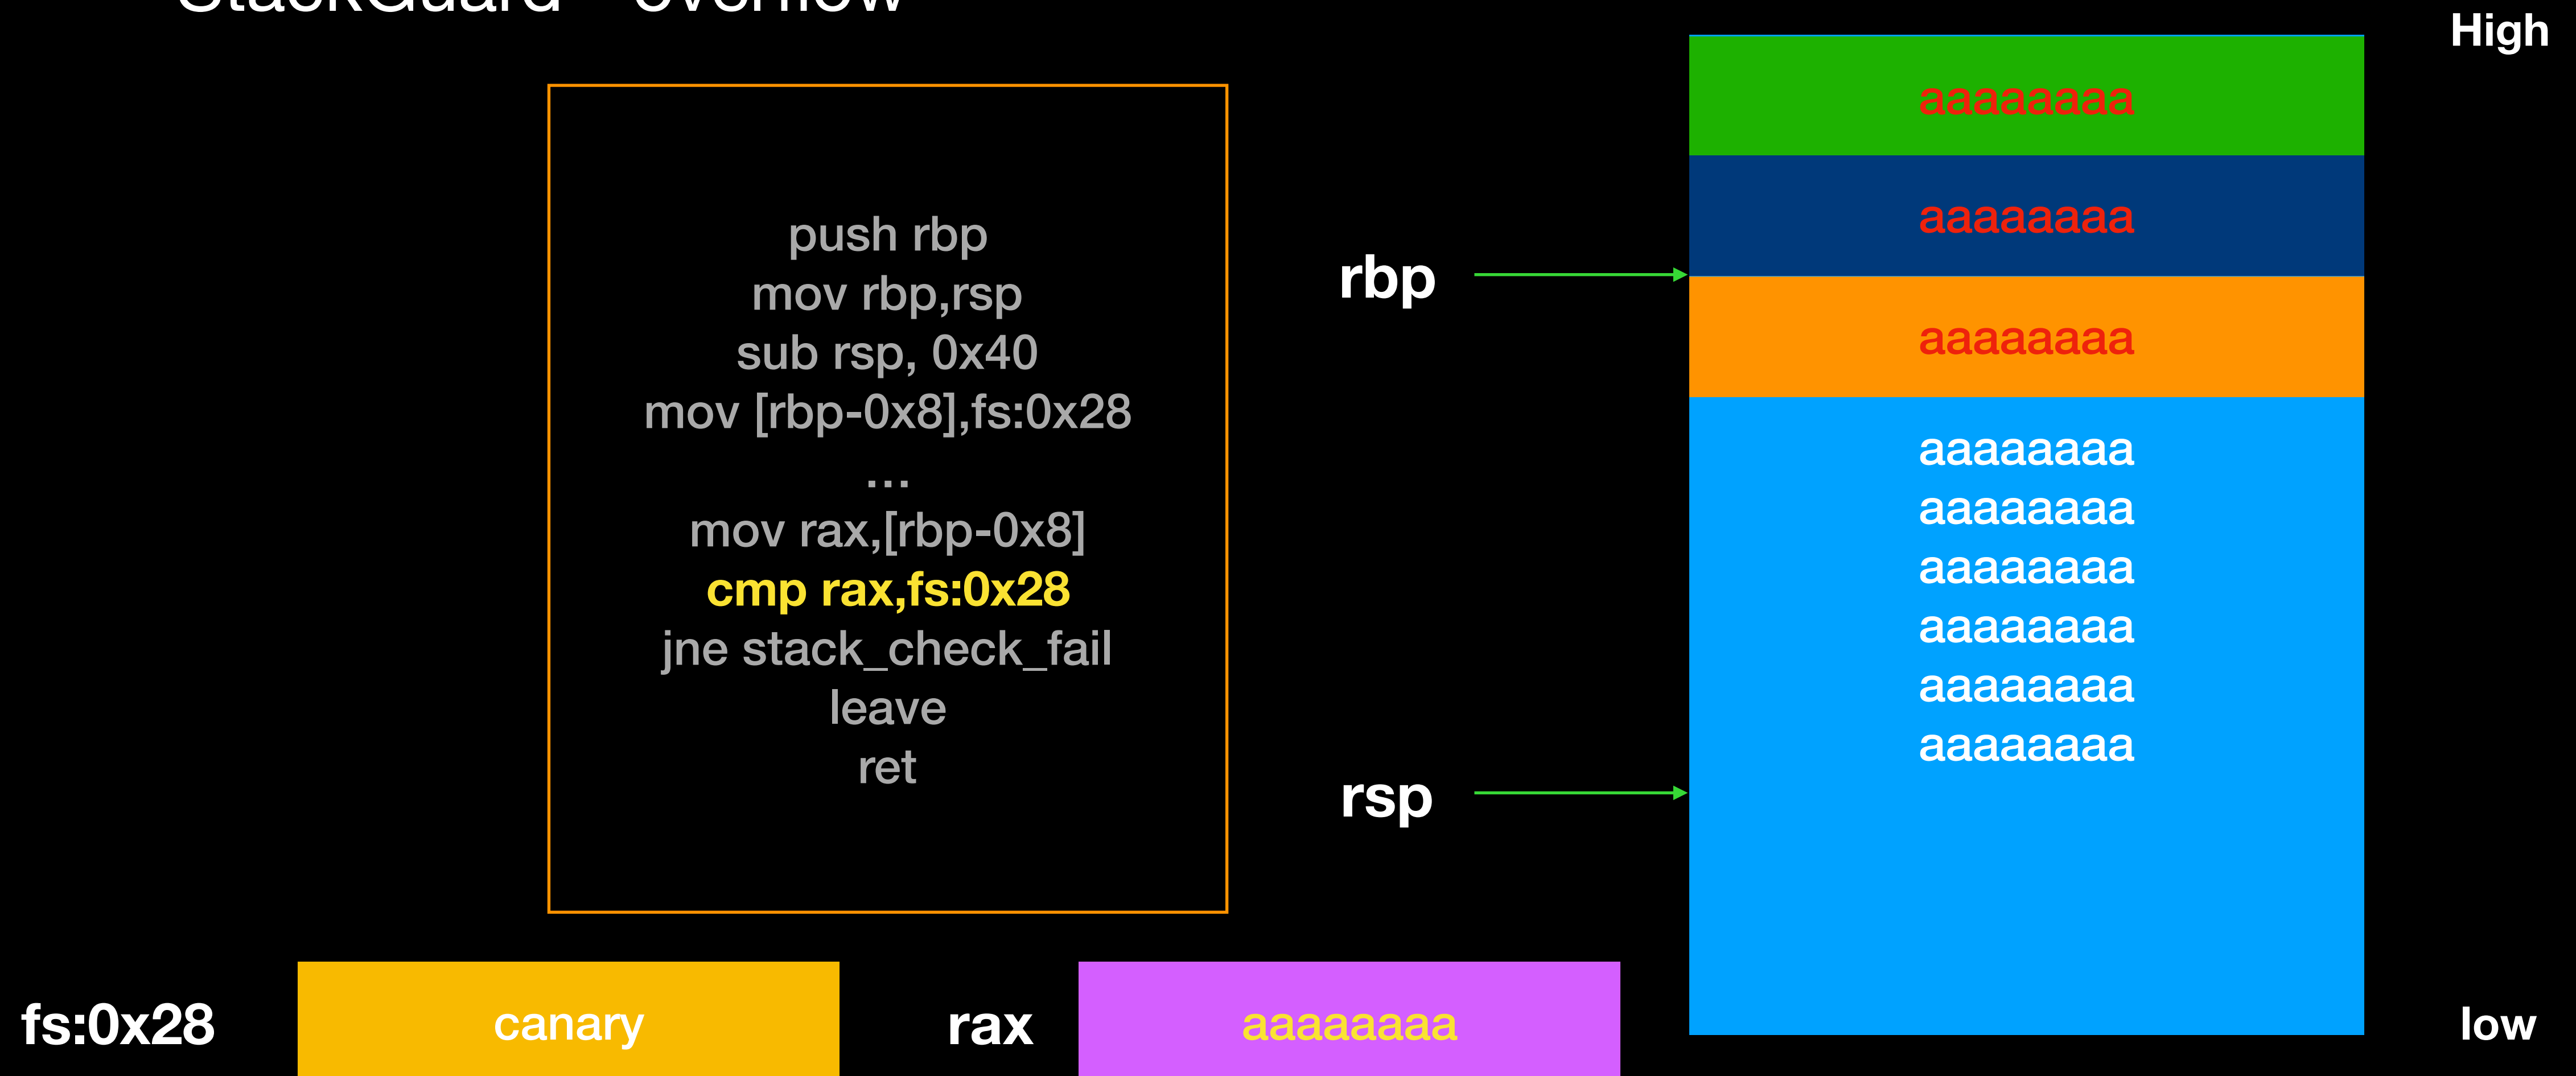 StackGuard - overflow
High
push rbp
mov rbp,rsp
sub rsp, 0x40
mov [rbp-0x8],fs:0x28
…
mov rax,[rbp-0x8]
cmp rax,fs:0x28
jne stack_check_fail
leave
ret
rbp
rsp
aaaaaaaa
aaaaaaaa
aaaaaaaa
aaaaaaaa
aaaaaaaa
aaaaaaaa
aaaaaaaa
aaaaaaaa
aaaaaaaa
fs:0x28
canary
rax
aaaaaaaa
low